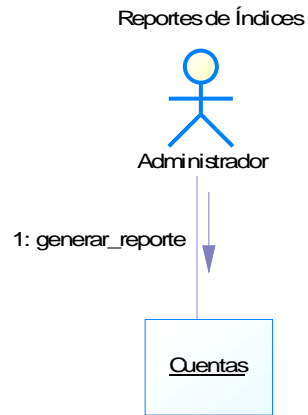 Reportes de Índices
Administrador
1: generar_reporte
Cuentas